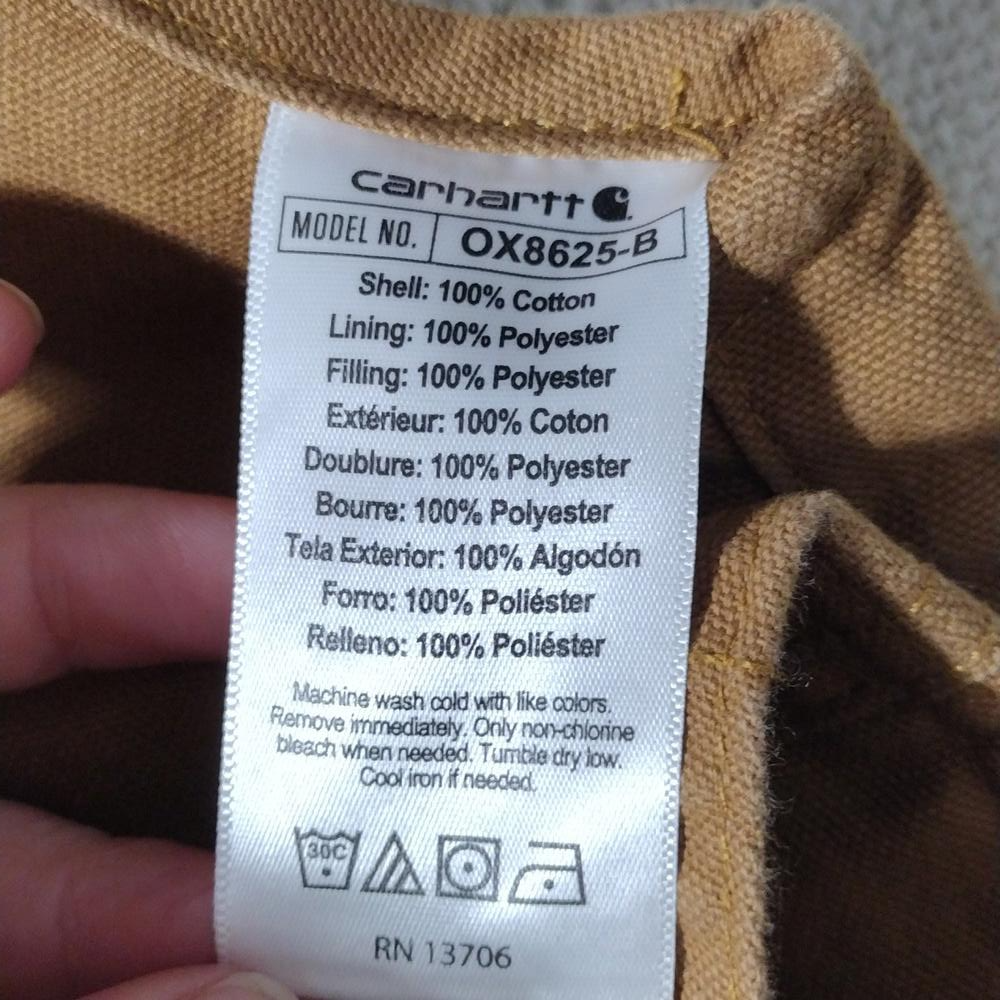 carhartt
MODEL NO. OX8625-B
Shell: 100% Cotton
Lining: 100% Polyester
Filling: 100% Polyester
Extérieur: 100% Coton
Doublure: 100% Polyester
Bourre: 100% Polyester
Tela Exterior: 100% Algodón
Forro: 100% Poliéster
Relleno: 100% Poliéster
Machine wash cold with like colors.
Remove immediately. Only non-chlorine
bleach when needed. Tumble dry low.
Cool iron if needed.
30C
RN 13706